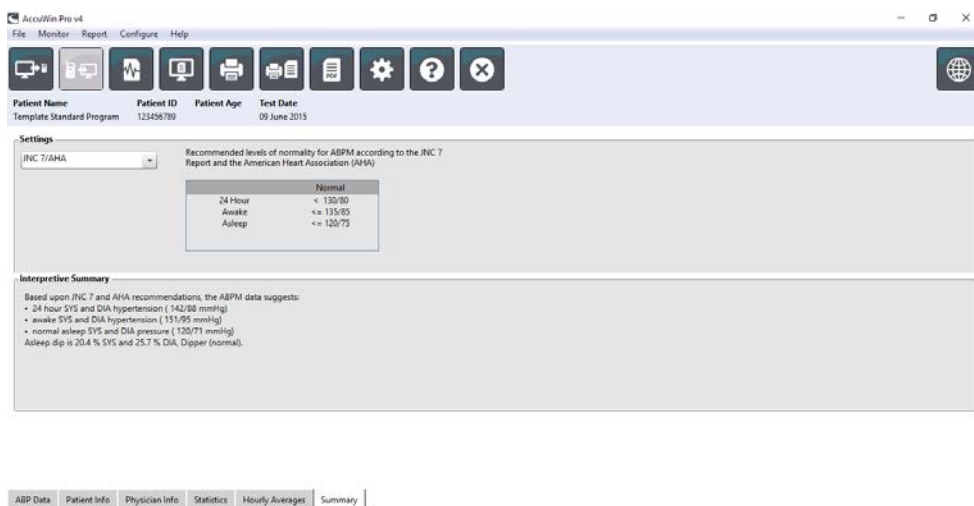 AccuWin Pro v4
File Monitor Report Configure Help
PDF
Patient Name Patient ID Patient Age Test Date
Template Standard Program 123456789 09 June 2015
Settings
JNC 7/AHA
Recommended levels of normality for ABPM according to the JNC 7
Report and the American Heart Association (AHA)
Normal
24 Hour < 130/80
Awake <= 135/85
Asleep <= 120/75
Interpretive Summary
Based upon JNC 7 and AHA recommendations, the ABPM data suggests:
• 24 hour SYS and DIA hypertension ( 142/88 mmHg)
• awake SYS and DIA hypertension ( 151/95 mmHg)
• normal asleep SYS and DIA pressure ( 120/71 mmHg)
Asleep dip is 20.4 % SYS and 25.7 % DIA, Dipper (normal).
ABP Data Patient Info Physician Info Statistics Hourly Averages Summary